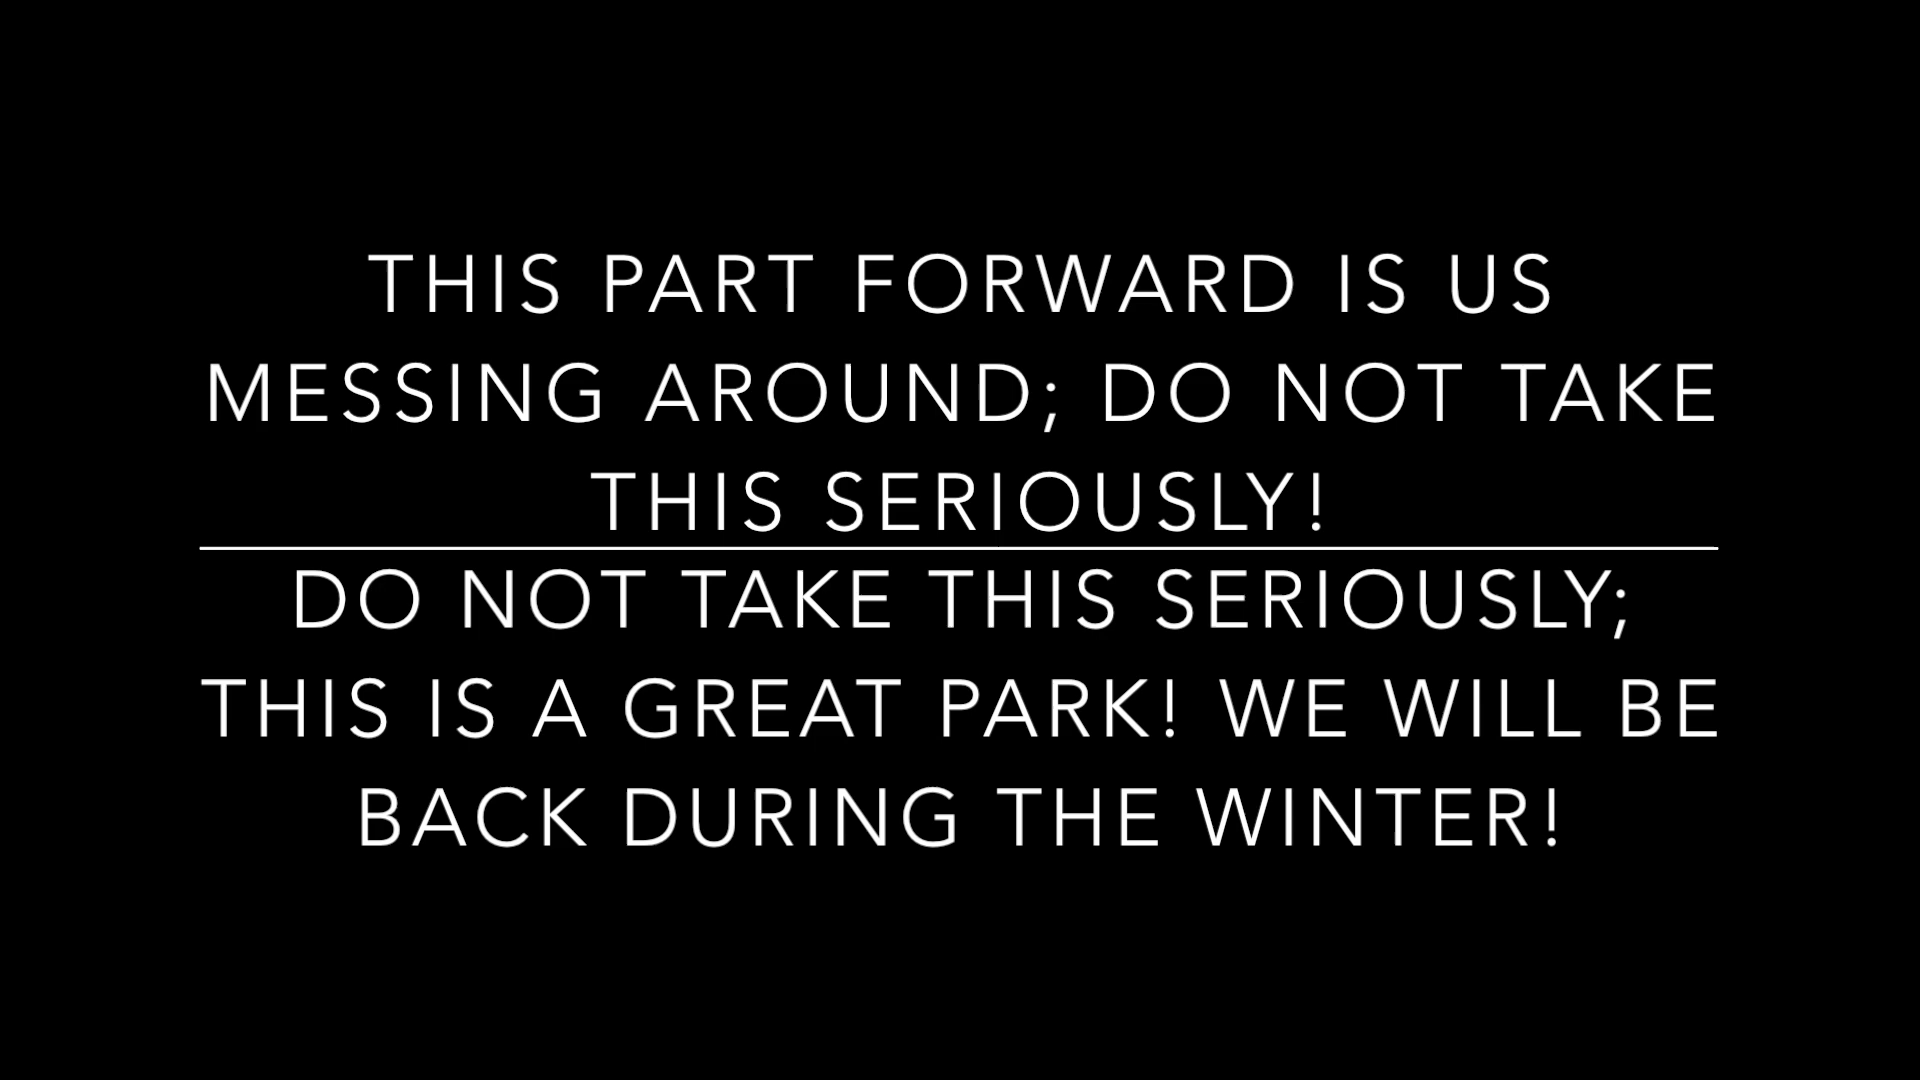 THIS PART FORWARD IS US
MESSING AROUND; DO NOT TAKE
THIS SERIOUSLY!
DO NOT TAKE THIS SERIOUSLY;
THIS IS A GREAT PARK! WE WILL BE
BACK DURING THE WINTER!